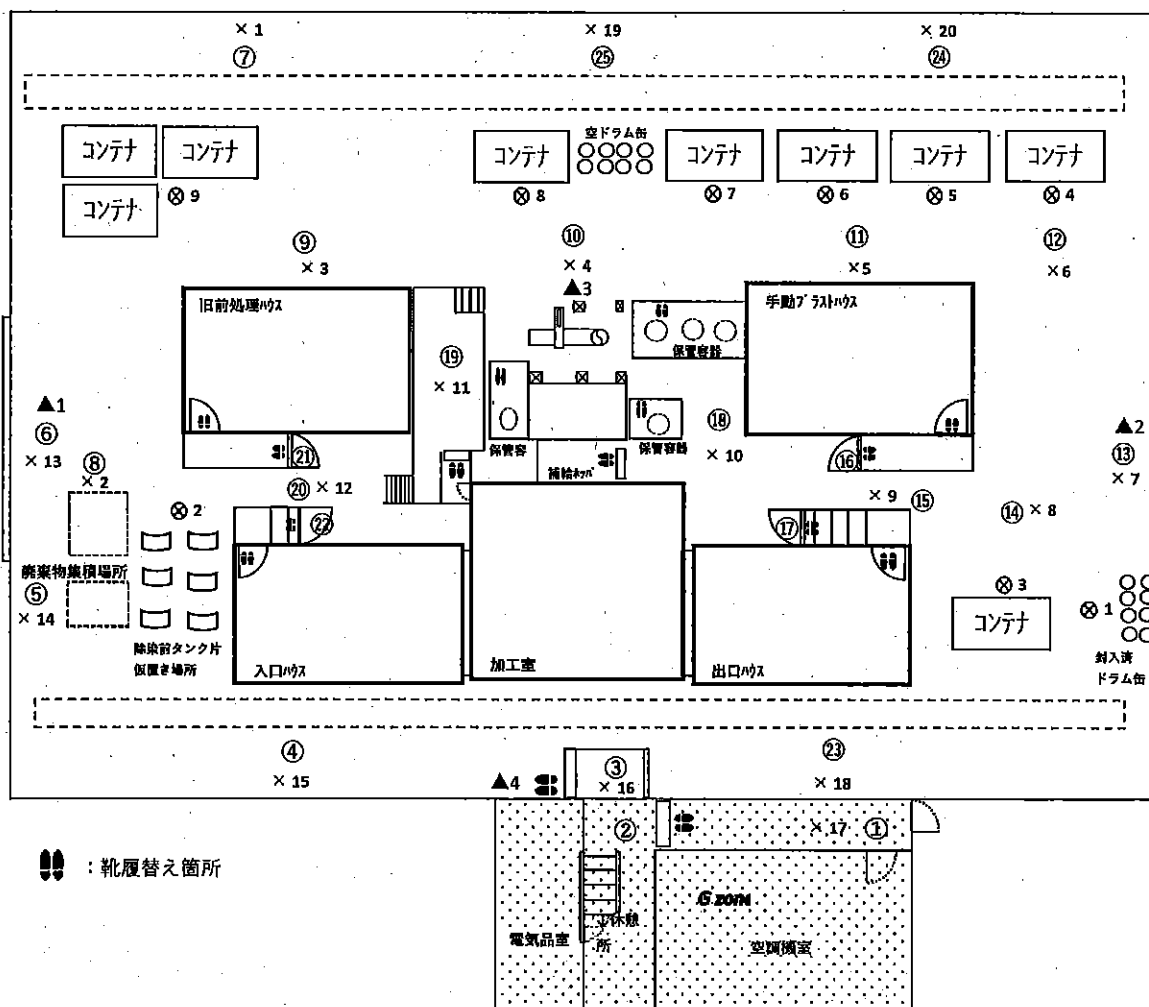 × 1
× 19
× 20
⑦
㉕
㉔
コンテナ
コンテナ
コンテナ
空ドラム缶
コンテナ
コンテナ
コンテナ
コンテナ
コンテナ
⊗ 9
⊗ 8
⊗ 7
⊗ 6
⊗ 5
⊗ 4
⑨
⑩
⑪
⑫
× 3
× 4
× 5
× 6
▲3
旧前処理ハウス
手動ブラストハウス
保管容器
⑲
× 11
▲1
⑥
× 13
⑧
× 2
⑱
× 10
▲2
⑬
× 7
保管容
保管容器
補給ホッパ
㉑
⑯
⑳
× 12
× 9
⑮
⑭
× 8
⊗ 2
㉒
⑰
廃棄物集積場所
⑤
× 14
⊗ 3
コンテナ
⊗ 1
除染前タンク片
仮置き場所
入口ハウス
加工室
出口ハウス
封入済
ドラム缶
④
× 15
㉓
× 18
▲4
③
× 16
②
× 17
①
：靴履替え箇所
G zone
休憩
所
電気品室
空調機室